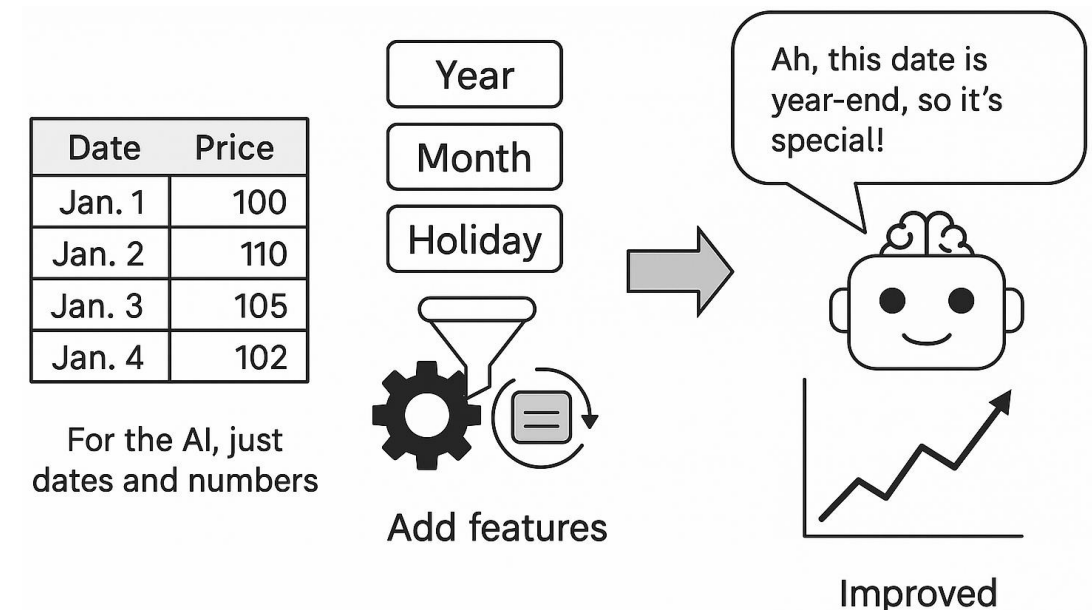 Date Price
Jan. 1 100
Jan. 2 110
Jan. 3 105
Jan. 4 102
For the AI, just
dates and numbers
Year
Month
Holiday
Add features
Ah, this date is
year-end, so it's
special!
Improved